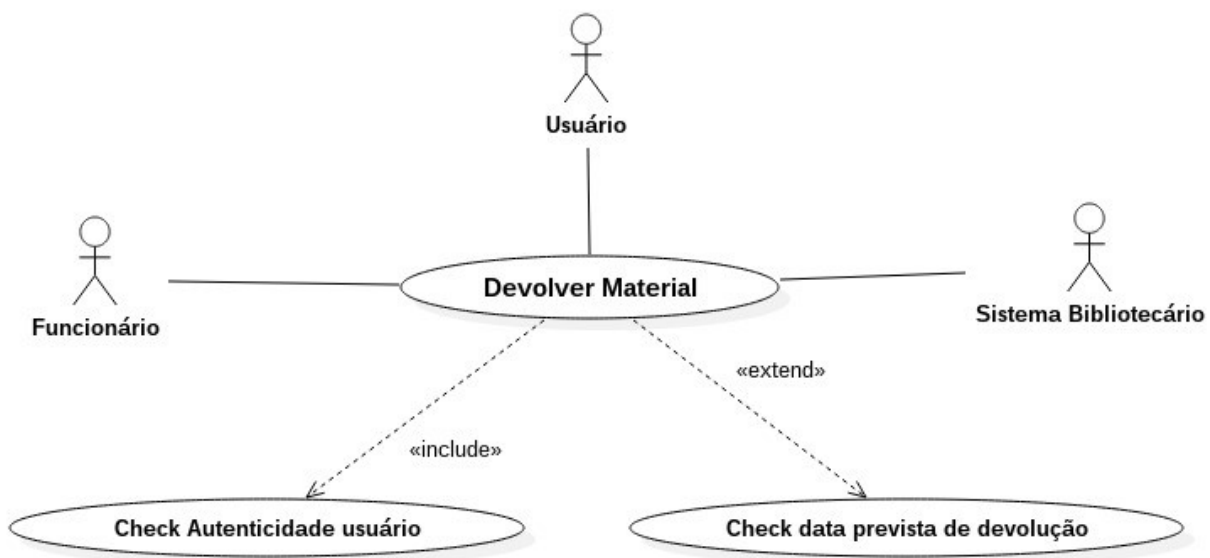 Usuário
Funcionário
Devolver Material
Sistema Bibliotecário
«extend»
«include»
Check Autenticidade usuário
Check data prevista de devolução